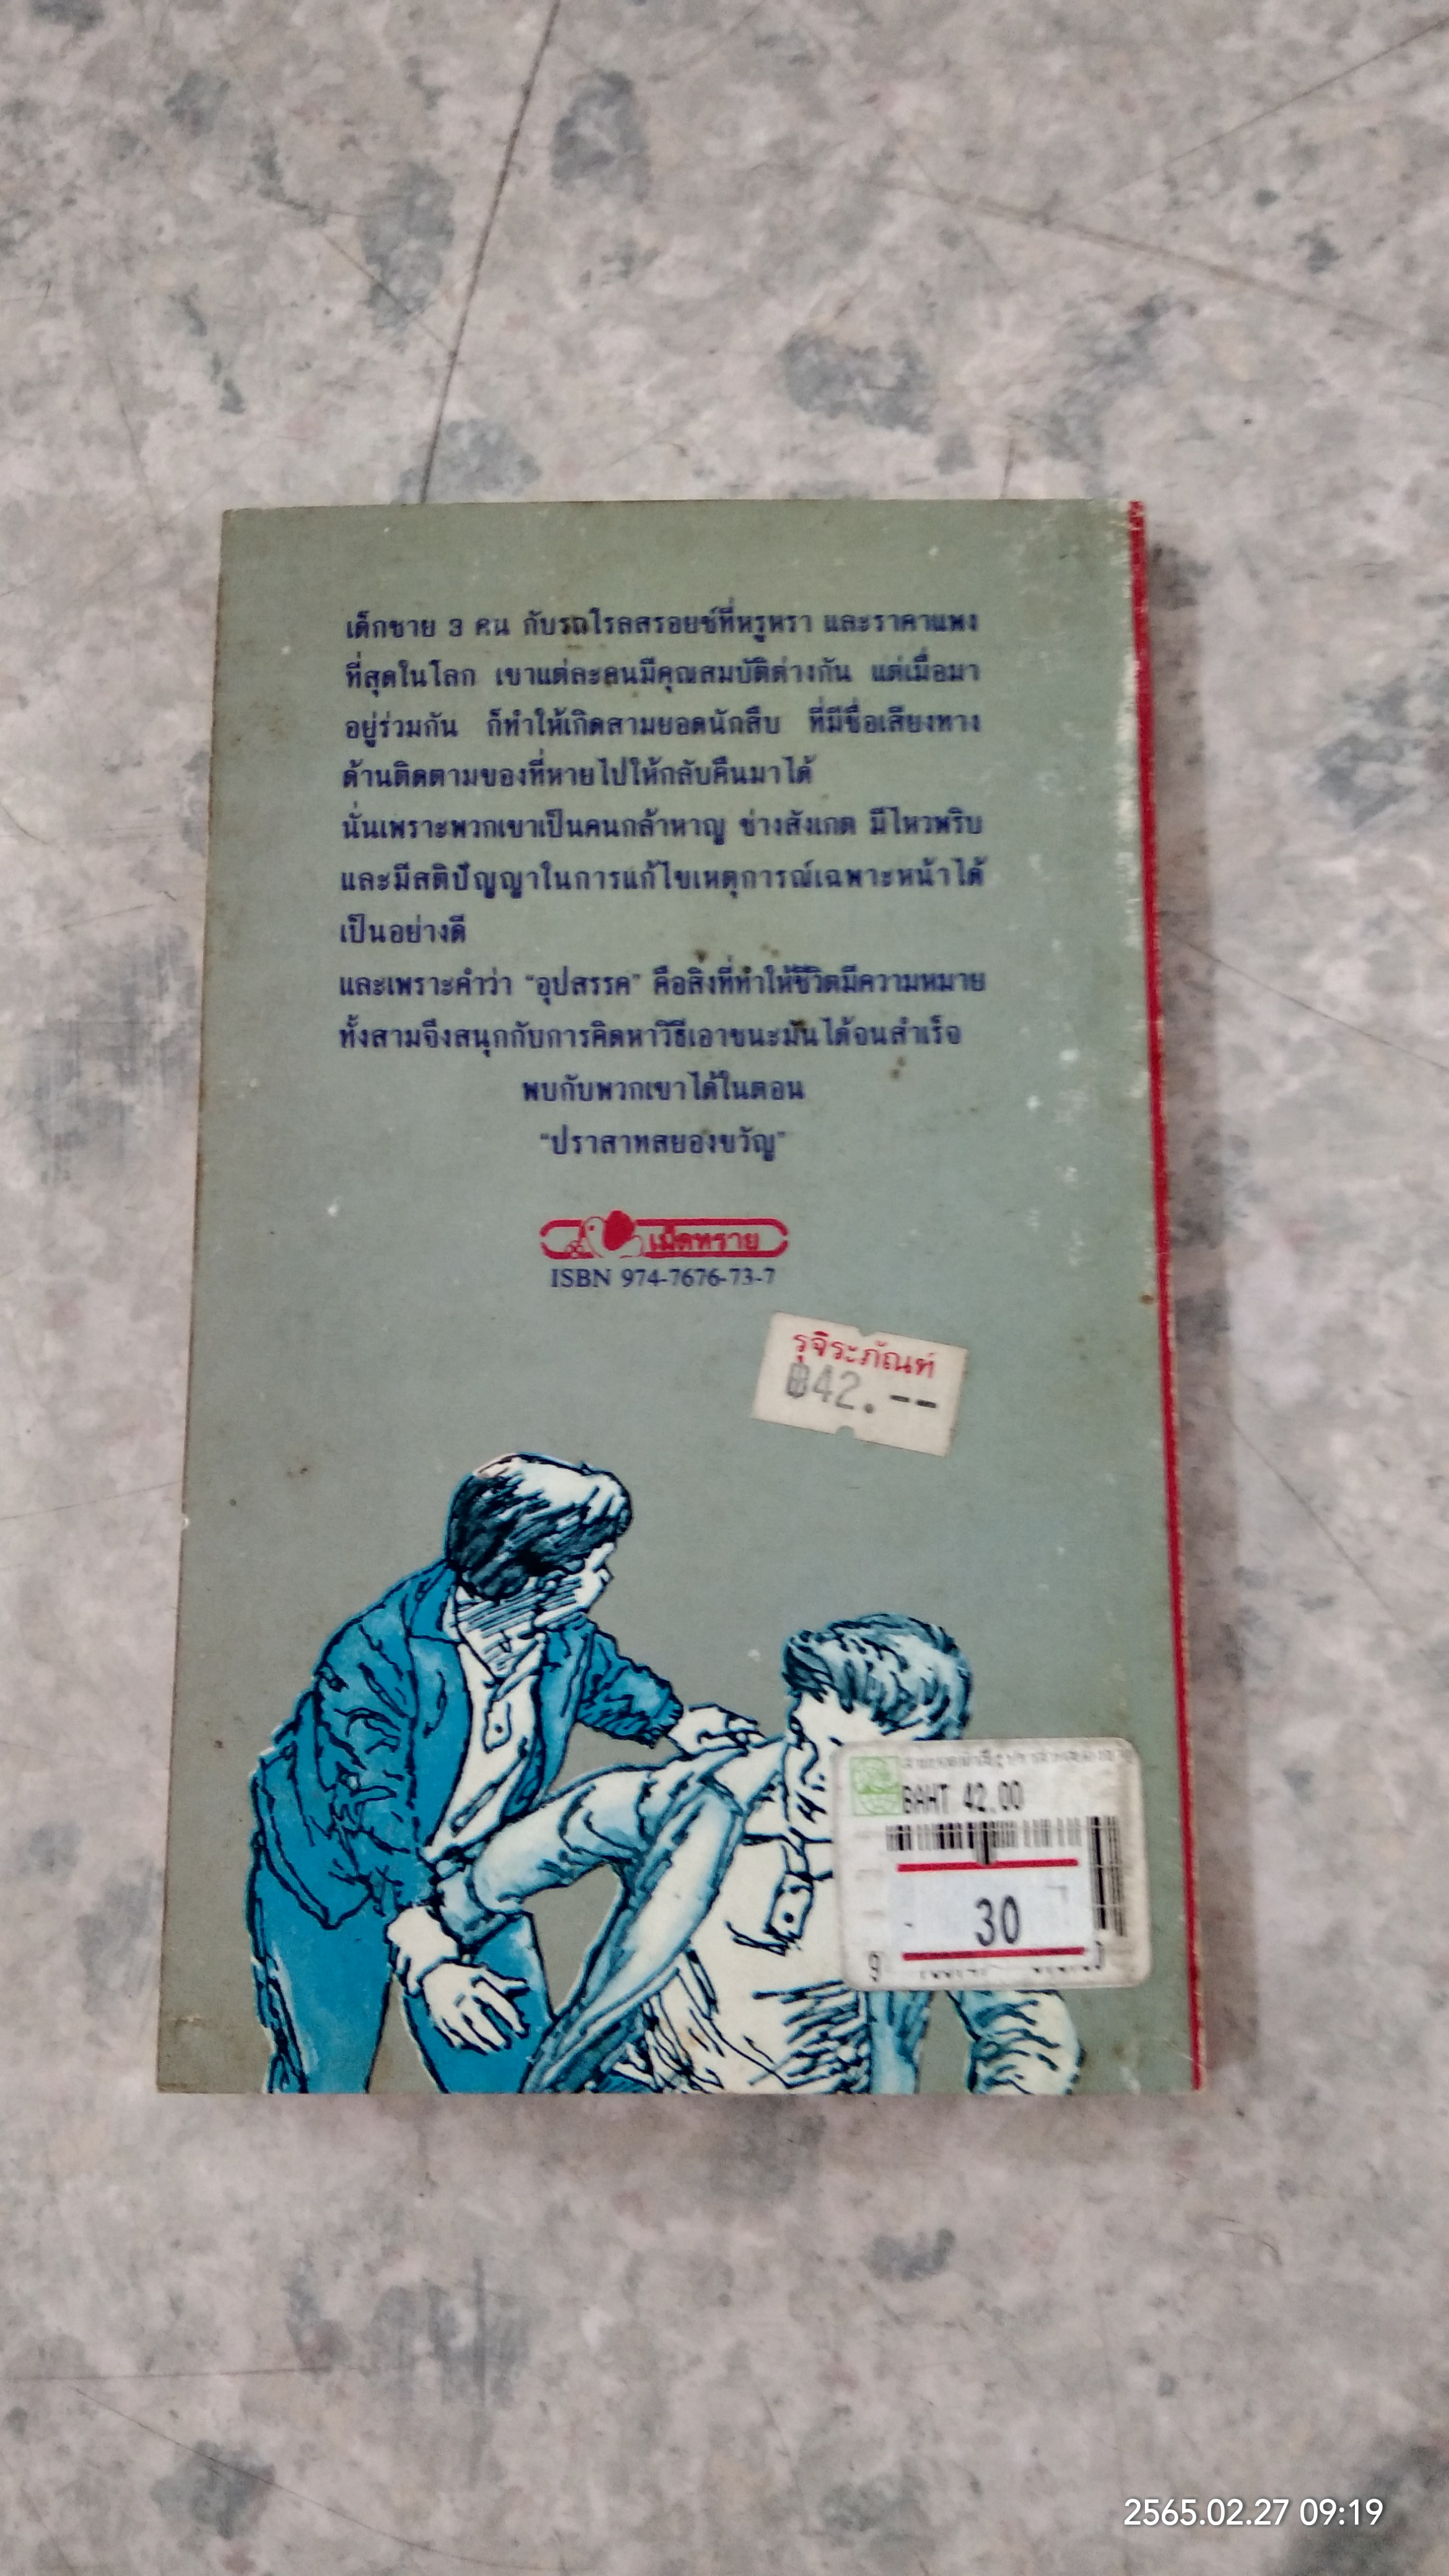 เด็กชาย 3 คน กับรถโรลสรอยซ์ที่หรูหรา และราคาแพง
ที่สุดในโลก เขาแต่ละคนมีคุณสมบัติต่างกัน แต่เมื่อมา
อยู่ร่วมกัน ก็ทำให้เกิดสามยอดนักสืบ ที่มีชื่อเสียงทาง
ด้านติดตามของที่หายไปให้กลับคืนมาได้
นั่นเพราะพวกเขาเป็นคนกล้าหาญ ช่างสังเกต มีไหวพริบ
และมีสติปัญญาในการแก้ไขเหตุการณ์เฉพาะหน้าได้
เป็นอย่างดี
และเพราะคำว่า “อุปสรรค” คือสิ่งที่ทำให้ชีวิตมีความหมาย
ทั้งสามจึงสนุกกับการคิดหาวิธีเอาชนะมันได้จนสำเร็จ
พบกับพวกเขาได้ในตอน
“ปราสาทสยองขวัญ”
เม็ดทราย
ISBN 974-7676-73-7
รุจิระภัณฑ์
฿42.--
BAHT 42.00
30
9
2565.02.27 09:19